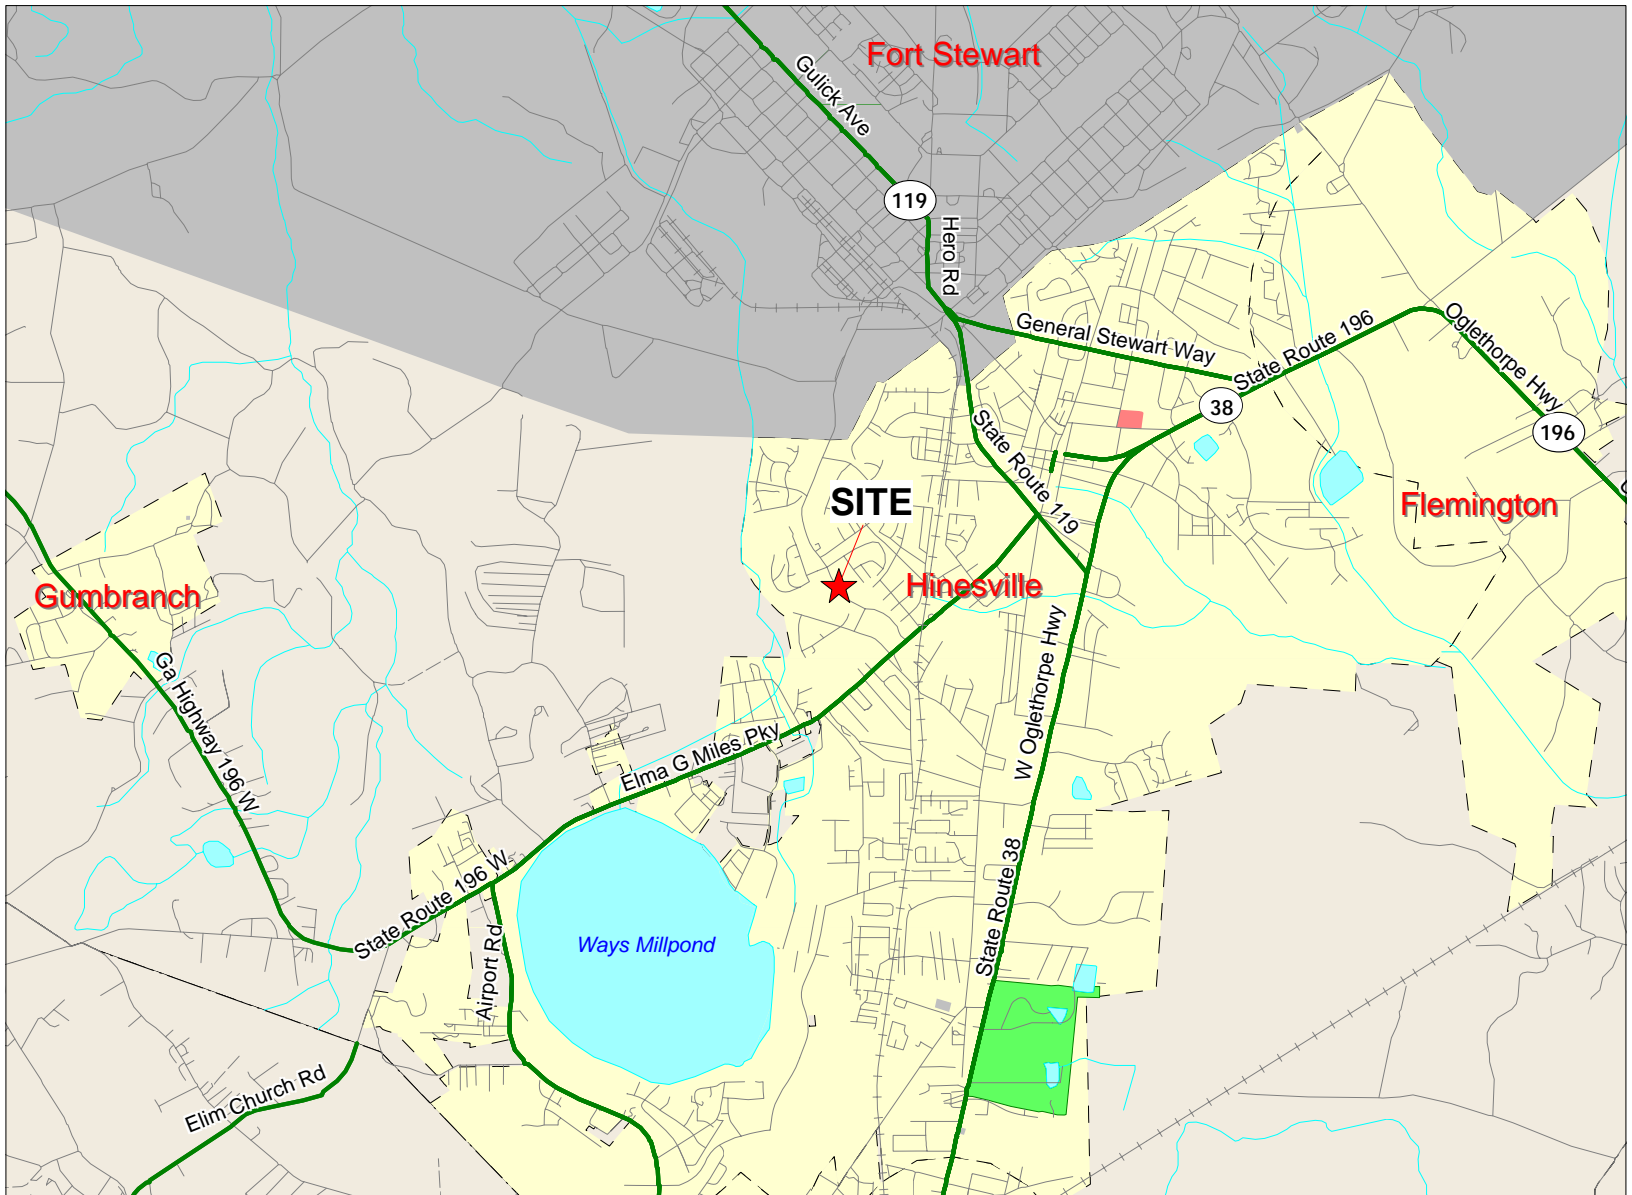 Fort Stewart
Gulick Ave
119
Hero Rd
General Stewart Way
State Route 196
Oglethorpe Hwy
38
196
State Route 119
SITE
Flemington
Gumbranch
Hinesville
W Oglethorpe Hwy
Ga Highway 196 W
Elma G Miles Pky
State Route 196 W
State Route 38
Airport Rd
Ways Millpond
Elim Church Rd